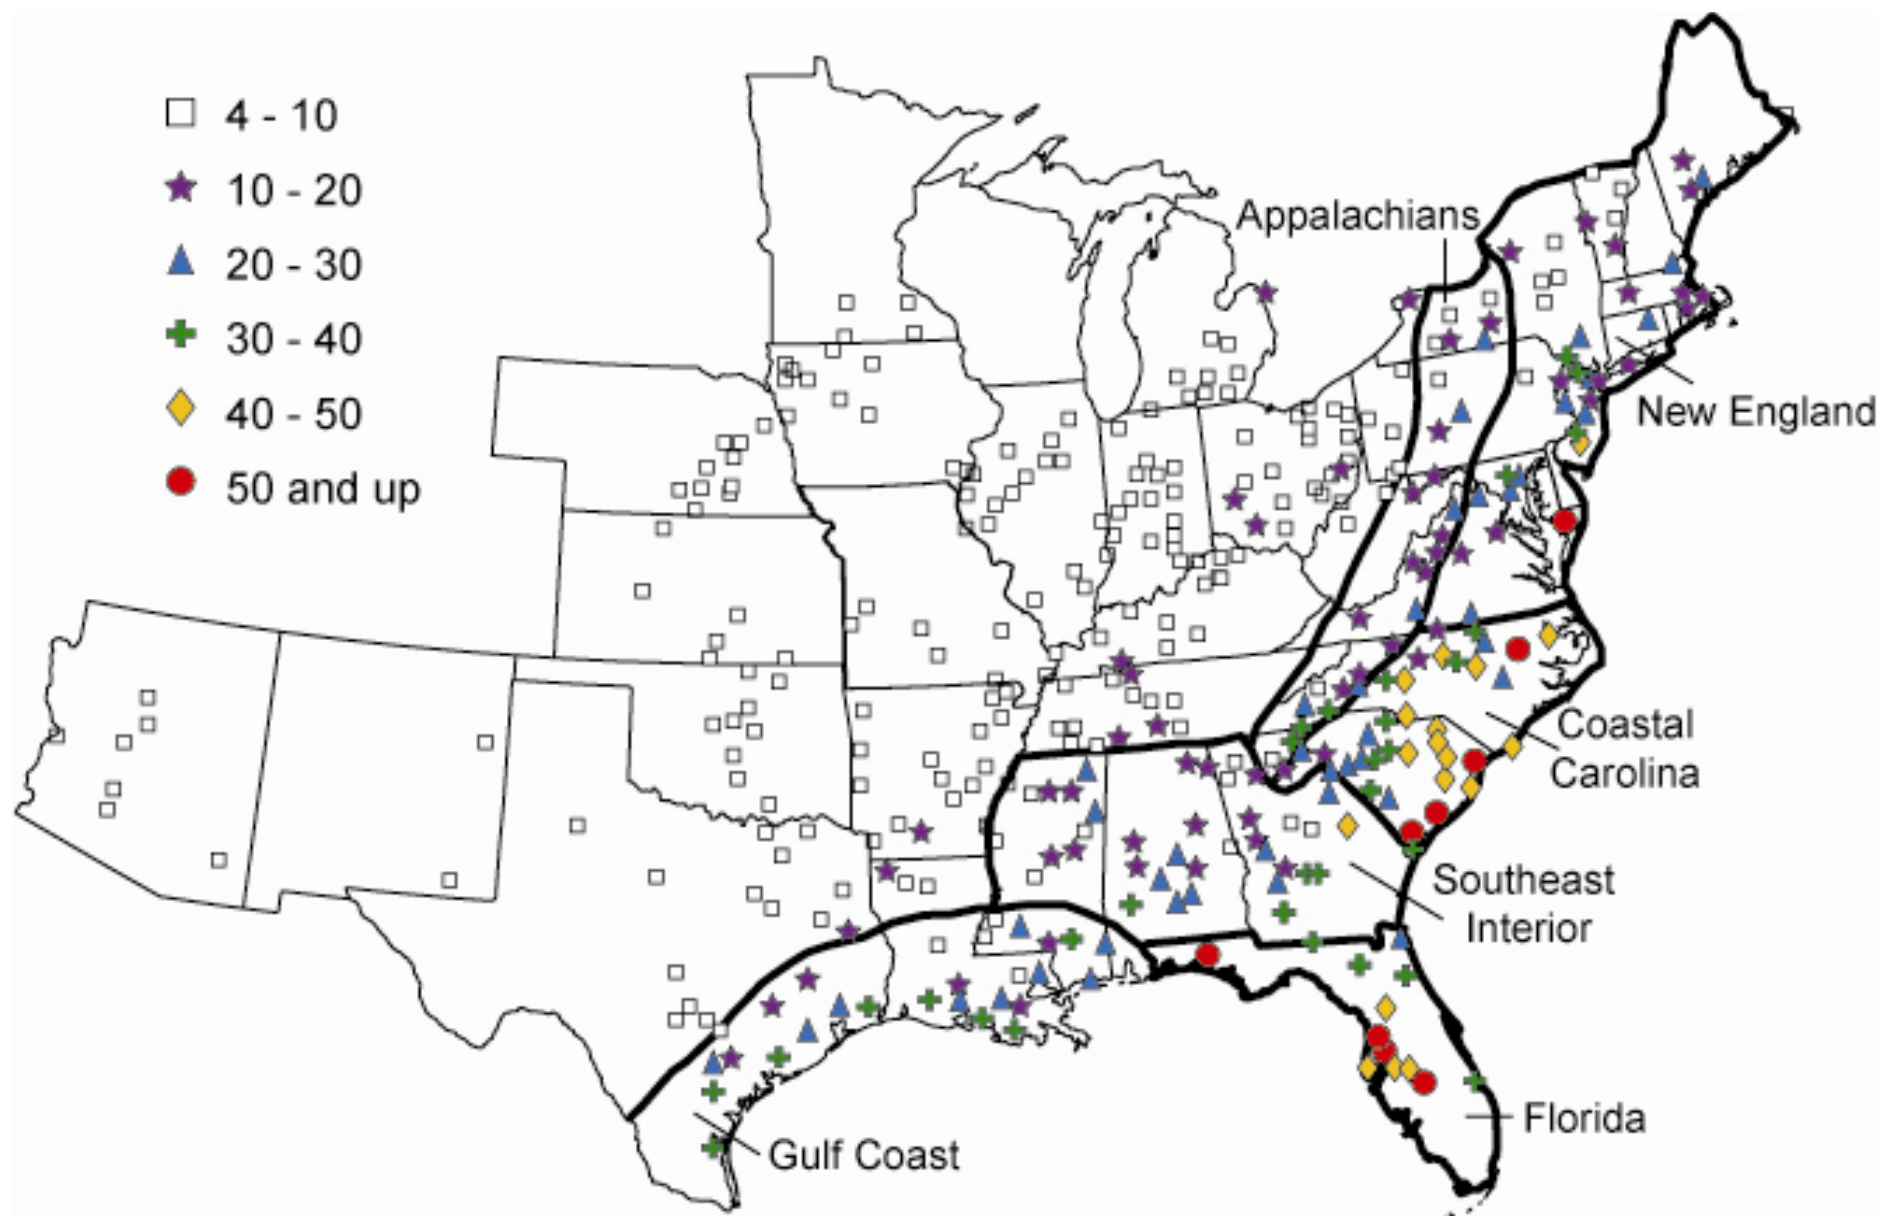 4 - 10
10 - 20
20 - 30
30 - 40
40 - 50
50 and up
Appalachians
New England
Coastal
Carolina
Southeast
Interior
Florida
Gulf Coast